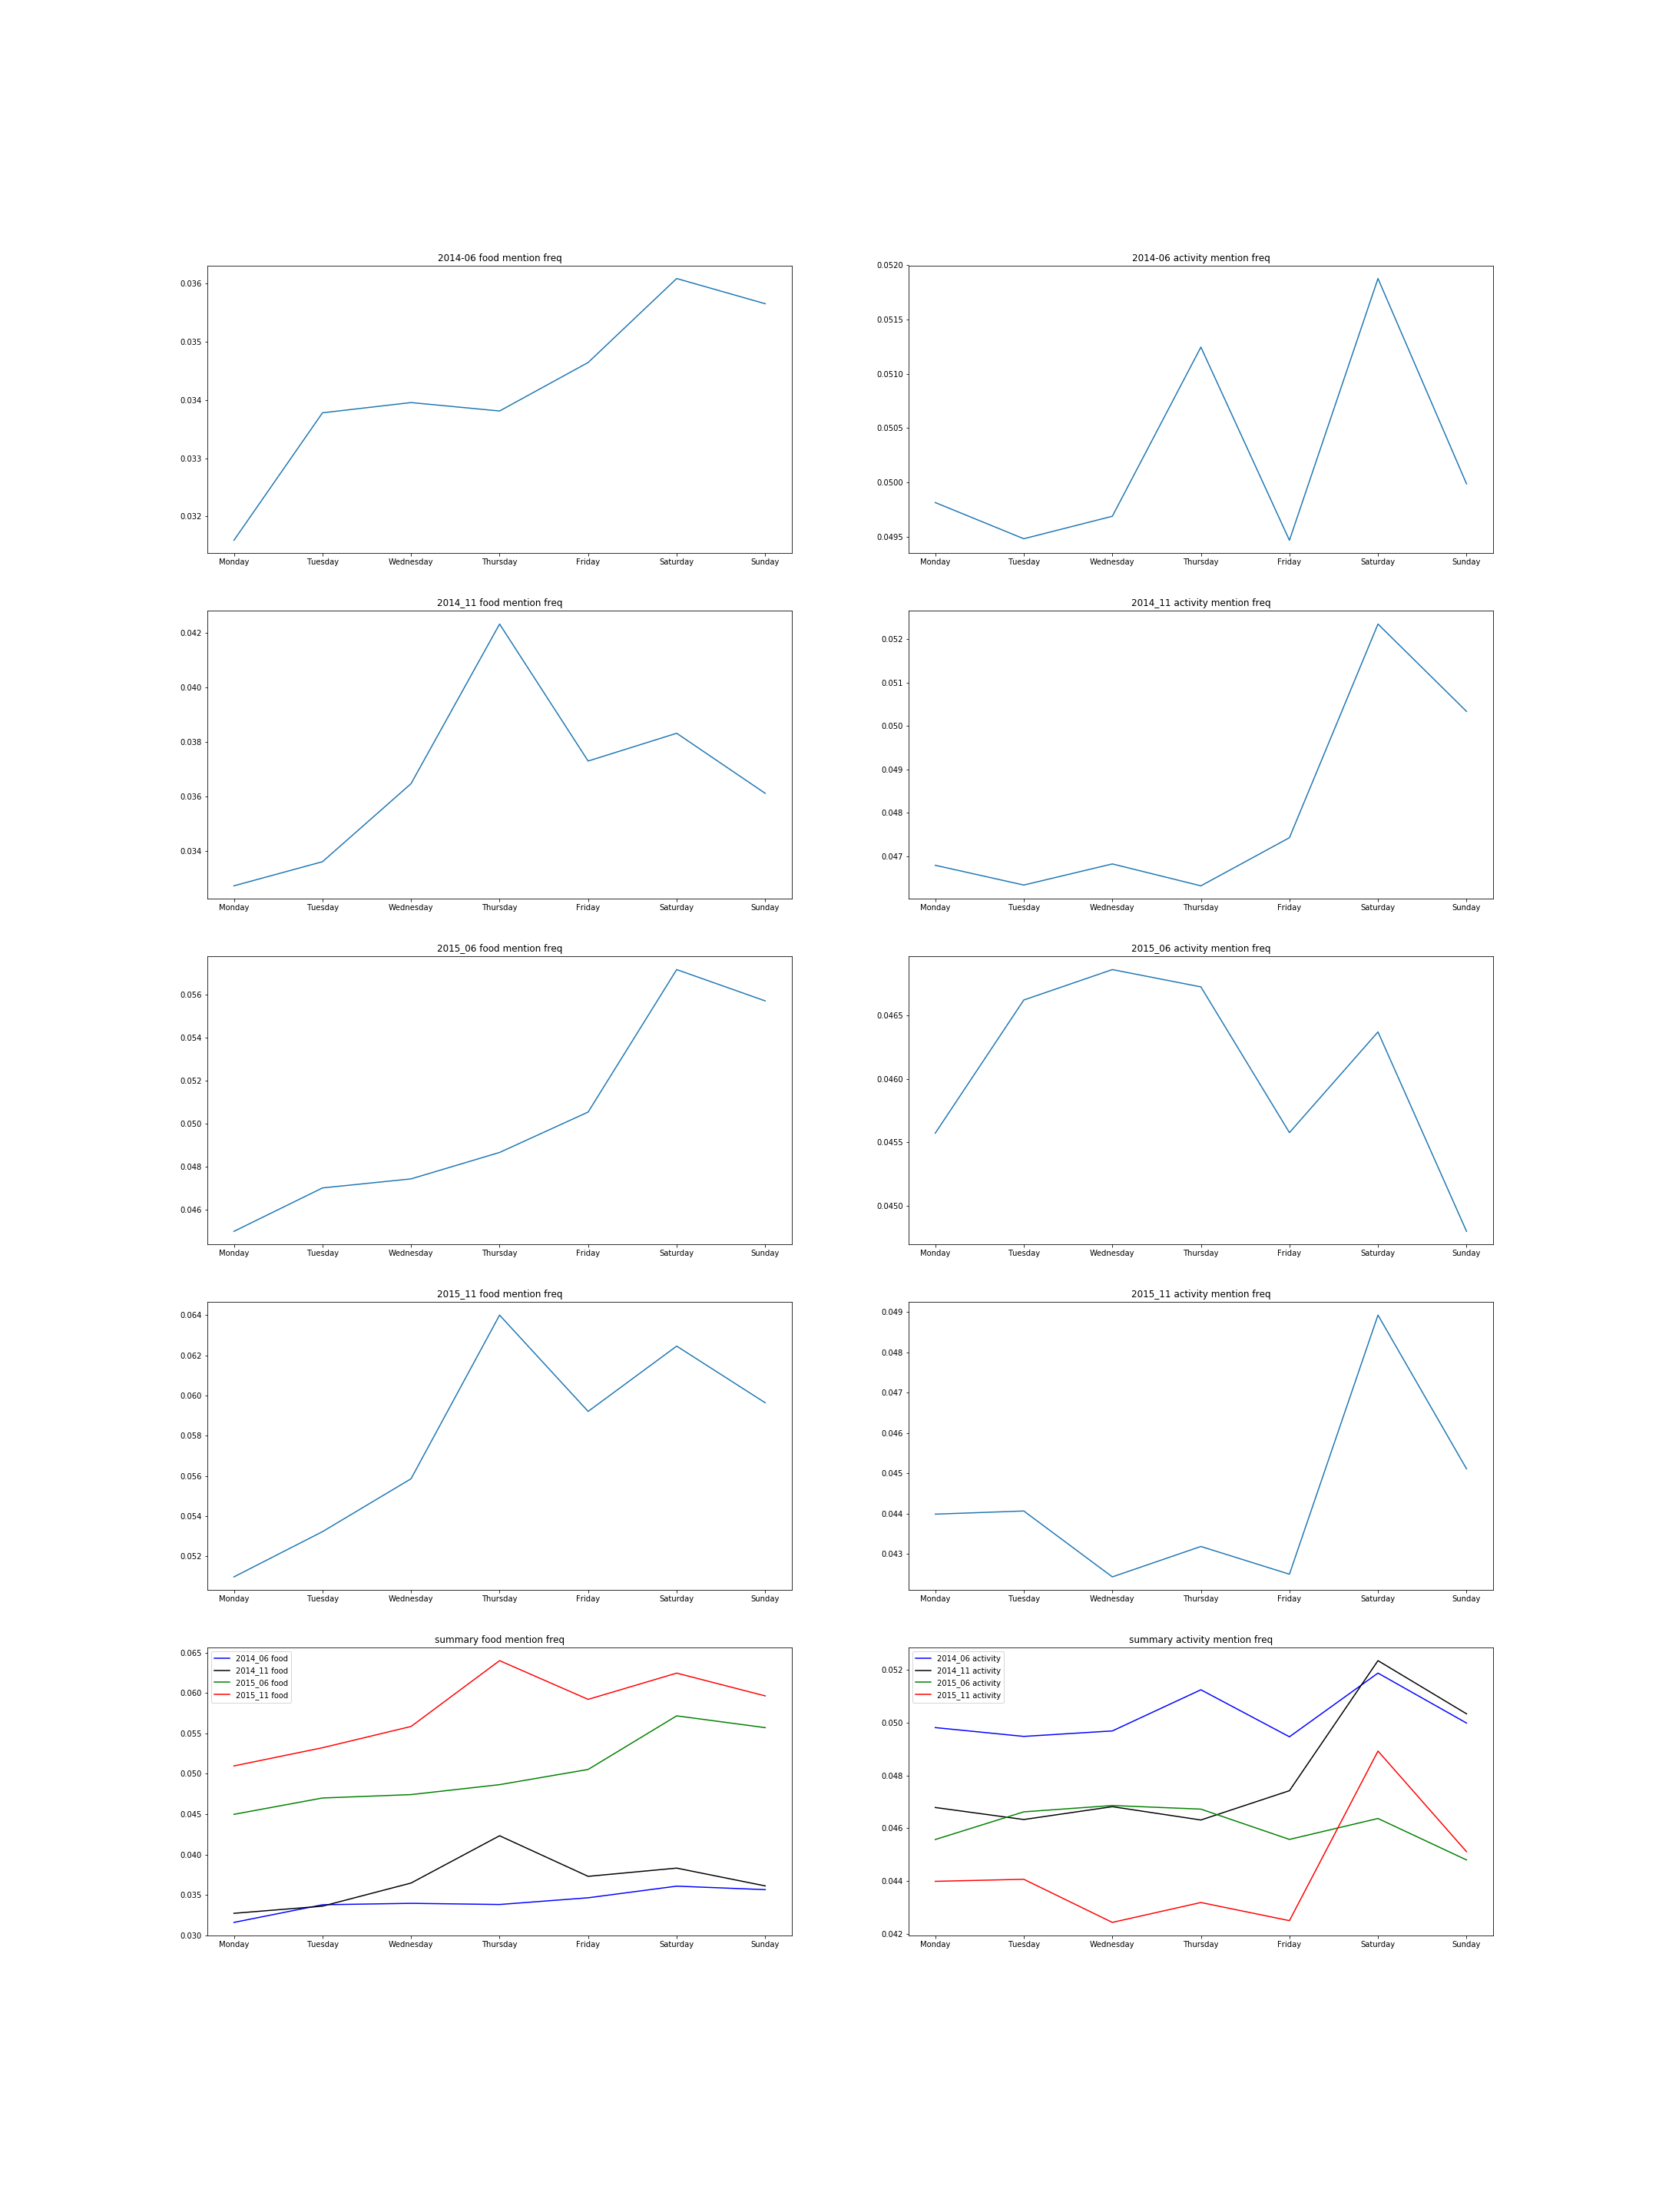 2014-06 food mention freq
0.036
0.035
0.034
0.033
0.032
Monday Tuesday Wednesday Thursday Friday Saturday Sunday
2014-06 activity mention freq
0.0520
0.0515
0.0510
0.0505
0.0500
0.0495
Monday Tuesday Wednesday Thursday Friday Saturday Sunday
2014_11 food mention freq
0.042
0.040
0.038
0.036
0.034
Monday Tuesday Wednesday Thursday Friday Saturday Sunday
2014_11 activity mention freq
0.052
0.051
0.050
0.049
0.048
0.047
Monday Tuesday Wednesday Thursday Friday Saturday Sunday
2015_06 food mention freq
0.056
0.054
0.052
0.050
0.048
0.046
Monday Tuesday Wednesday Thursday Friday Saturday Sunday
2015_06 activity mention freq
0.0465
0.0460
0.0455
0.0450
Monday Tuesday Wednesday Thursday Friday Saturday Sunday
2015_11 food mention freq
0.064
0.062
0.060
0.058
0.056
0.054
0.052
Monday Tuesday Wednesday Thursday Friday Saturday Sunday
2015_11 activity mention freq
0.049
0.048
0.047
0.046
0.045
0.044
0.043
Monday Tuesday Wednesday Thursday Friday Saturday Sunday
summary food mention freq
0.065
0.060
0.055
0.050
0.045
0.040
0.035
0.030
2014_06 food
2014_11 food
2015_06 food
2015_11 food
Monday Tuesday Wednesday Thursday Friday Saturday Sunday
summary activity mention freq
0.052
0.050
0.048
0.046
0.044
0.042
2014_06 activity
2014_11 activity
2015_06 activity
2015_11 activity
Monday Tuesday Wednesday Thursday Friday Saturday Sunday